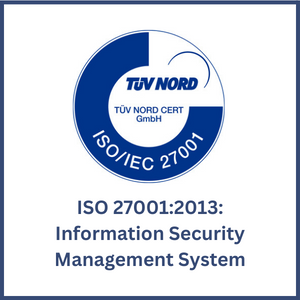 TÜV NORD
TÜV NORD CERT
GmbH
ISO/IEC 27001
ISO 27001:2013:
Information Security
Management System